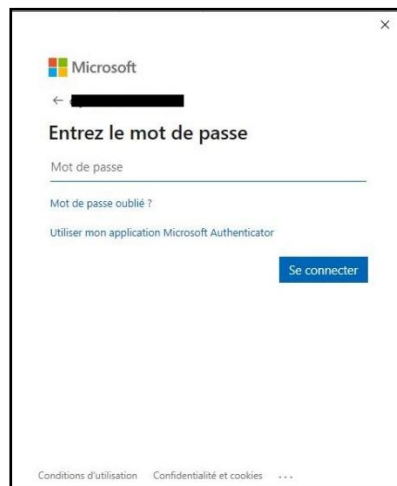 Microsoft
Entrez le mot de passe
Mot de passe
Mot de passe oublié ?
Utiliser mon application Microsoft Authenticator
Se connecter
Conditions d'utilisation Confidentialité et cookies ...